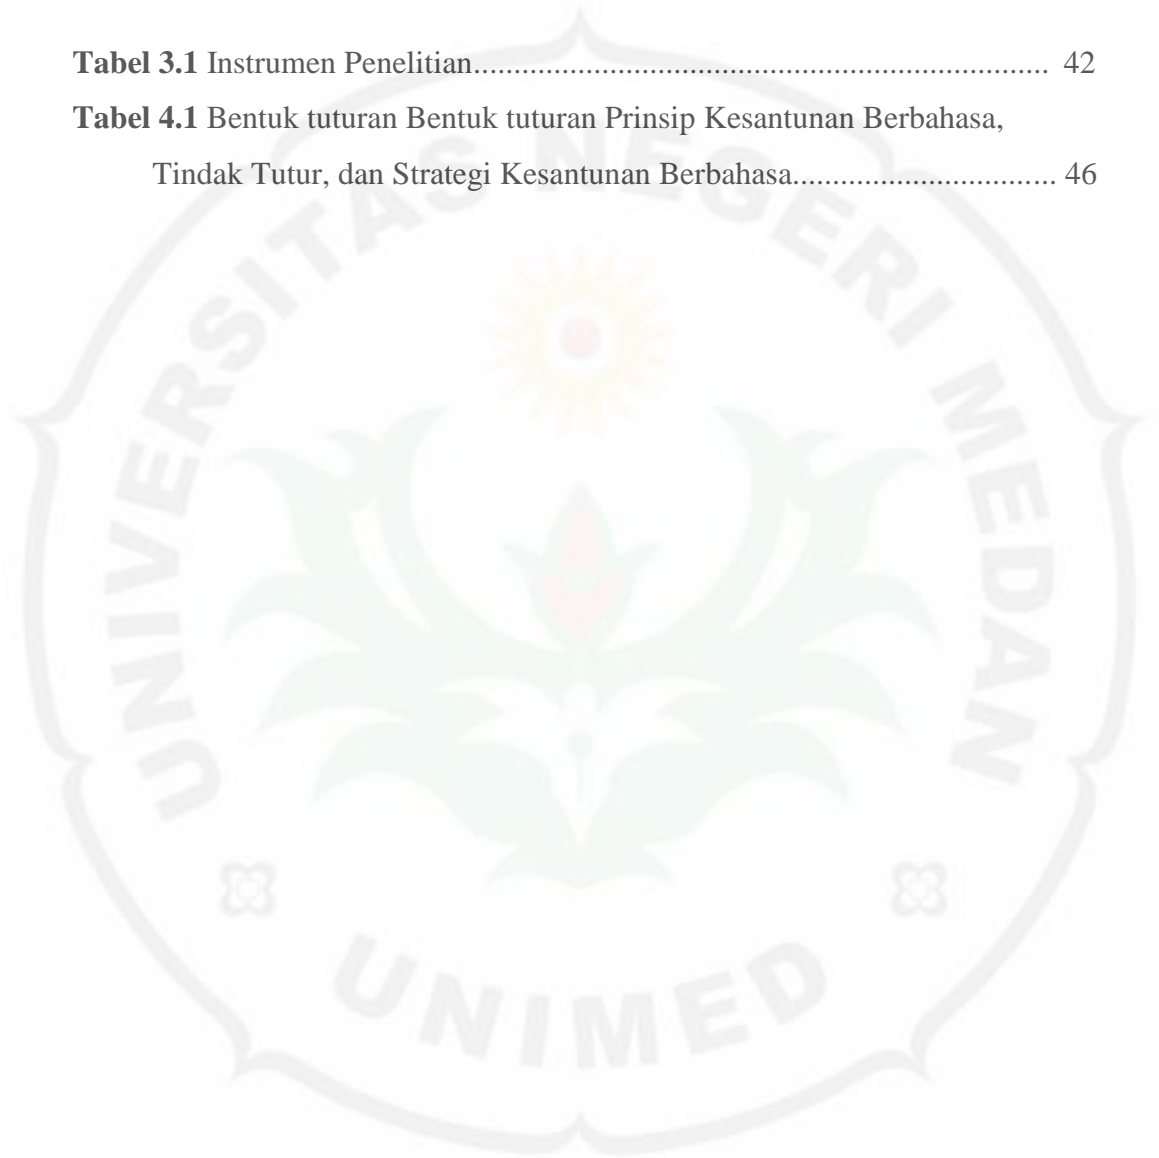 Tabel 3.1 Instrumen Penelitian....................................................................... 42
Tabel 4.1 Bentuk tuturan Bentuk tuturan Prinsip Kesantunan Berbahasa,
Tindak Tutur, dan Strategi Kesantunan Berbahasa................................. 46
UNIVERSITAS NEGERI MEDAN
UNIMED